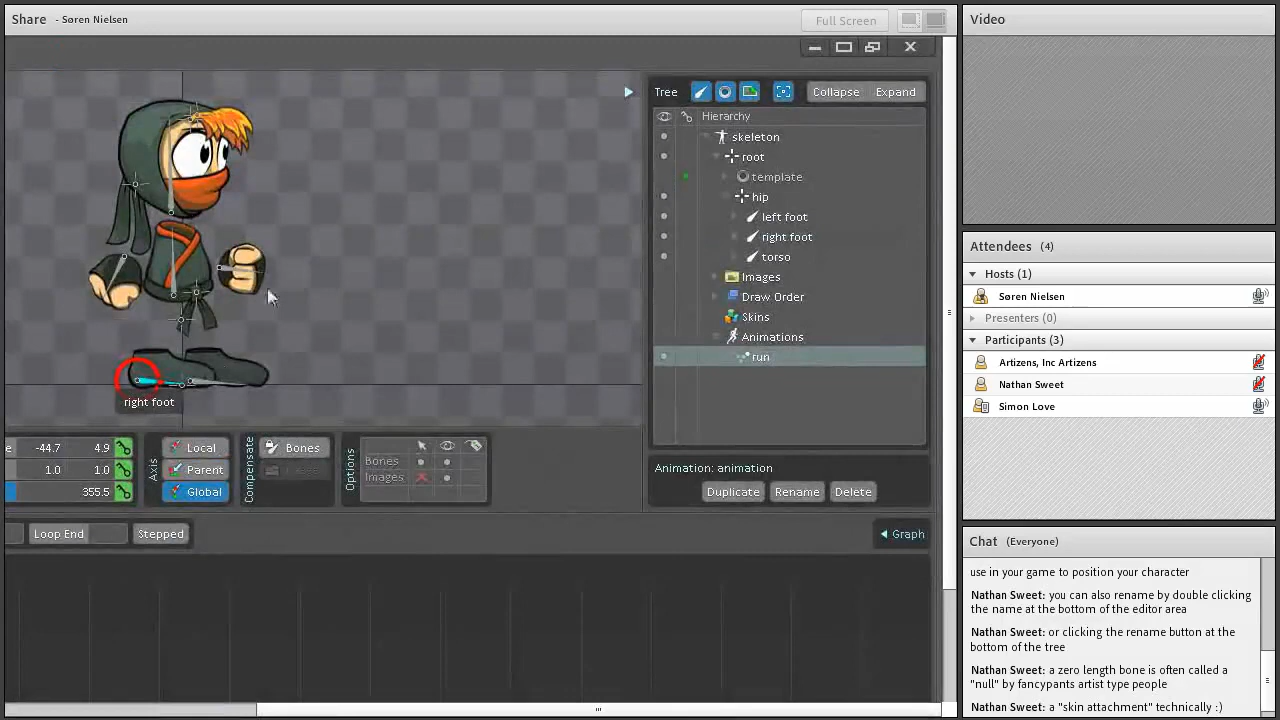 Share - Søren Nielsen
Full Screen
Tree
Collapse
Expand
Hierarchy
skeleton
root
template
hip
left foot
right foot
torso
Images
Draw Order
Skins
Animations
run
right foot
-44.7 4.9
1.0 1.0
355.5
Axis
Local
Parent
Global
Compensate
Bones
Options
Bones
Images
Animation: animation
Duplicate
Rename
Delete
Loop End
Stepped
Graph
Video
Attendees (4)
Hosts (1)
Søren Nielsen
Presenters (0)
Participants (3)
Artizens, Inc Artizens
Nathan Sweet
Simon Love
Chat (Everyone)
use in your game to position your character
Nathan Sweet: you can also rename by double clicking
the name at the bottom of the editor area
Nathan Sweet: or clicking the rename button at the
bottom of the tree
Nathan Sweet: a zero length bone is often called a
"null" by fancypants artist type people
Nathan Sweet: a "skin attachment" technically :)